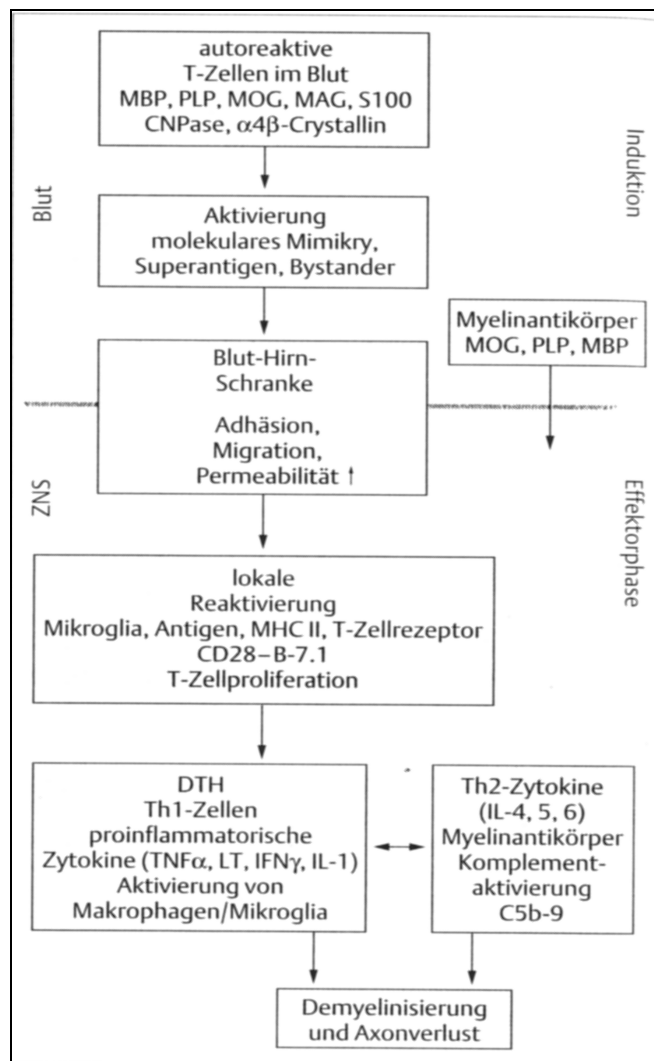 autoreaktive
T-Zellen im Blut
MBP, PLP, MOG, MAG, S100
CNPase, α4β-Crystallin
Induktion
Blut
Aktivierung
molekulares Mimikry,
Superantigen, Bystander
Myelinantikörper
MOG, PLP, MBP
Blut-Hirn-
Schranke
Adhäsion,
Migration,
Permeabilität ↑
ZNS
Effektorphase
lokale
Reaktivierung
Mikroglia, Antigen, MHC II, T-Zellrezeptor
CD28–B-7.1
T-Zellproliferation
DTH
Th1-Zellen
proinflammatorische
Zytokine (TNFα, LT, IFNγ, IL-1)
Aktivierung von
Makrophagen/Mikroglia
Th2-Zytokine
(IL-4, 5, 6)
Myelinantikörper
Komplement-
aktivierung
C5b-9
Demyelinisierung
und Axonverlust